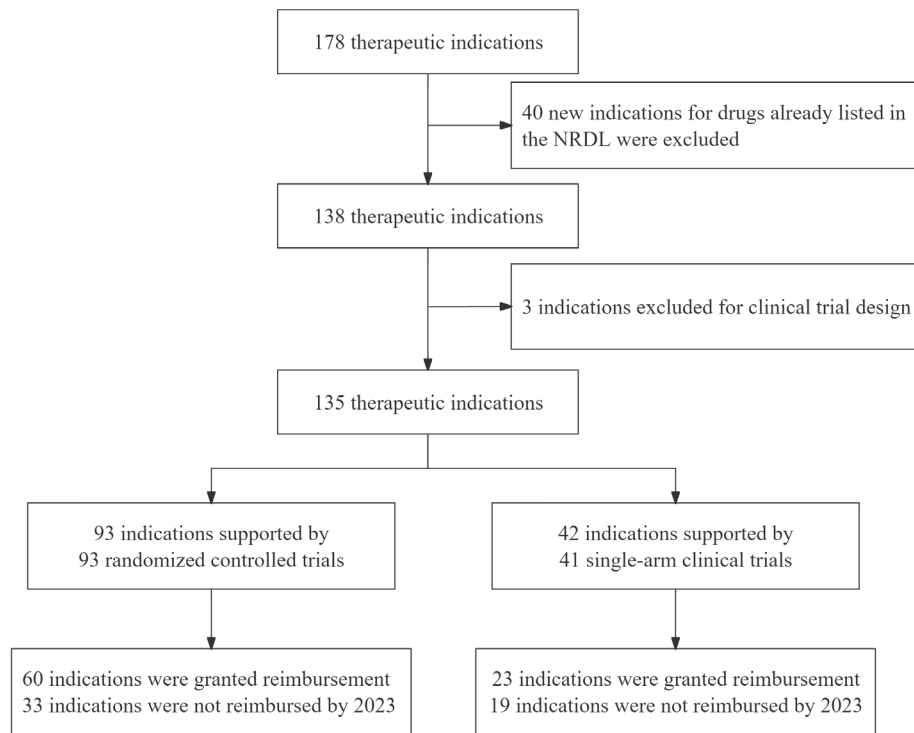 178 therapeutic indications
40 new indications for drugs already listed in
the NRDL were excluded
138 therapeutic indications
3 indications excluded for clinical trial design
135 therapeutic indications
93 indications supported by
93 randomized controlled trials
42 indications supported by
41 single-arm clinical trials
60 indications were granted reimbursement
33 indications were not reimbursed by 2023
23 indications were granted reimbursement
19 indications were not reimbursed by 2023